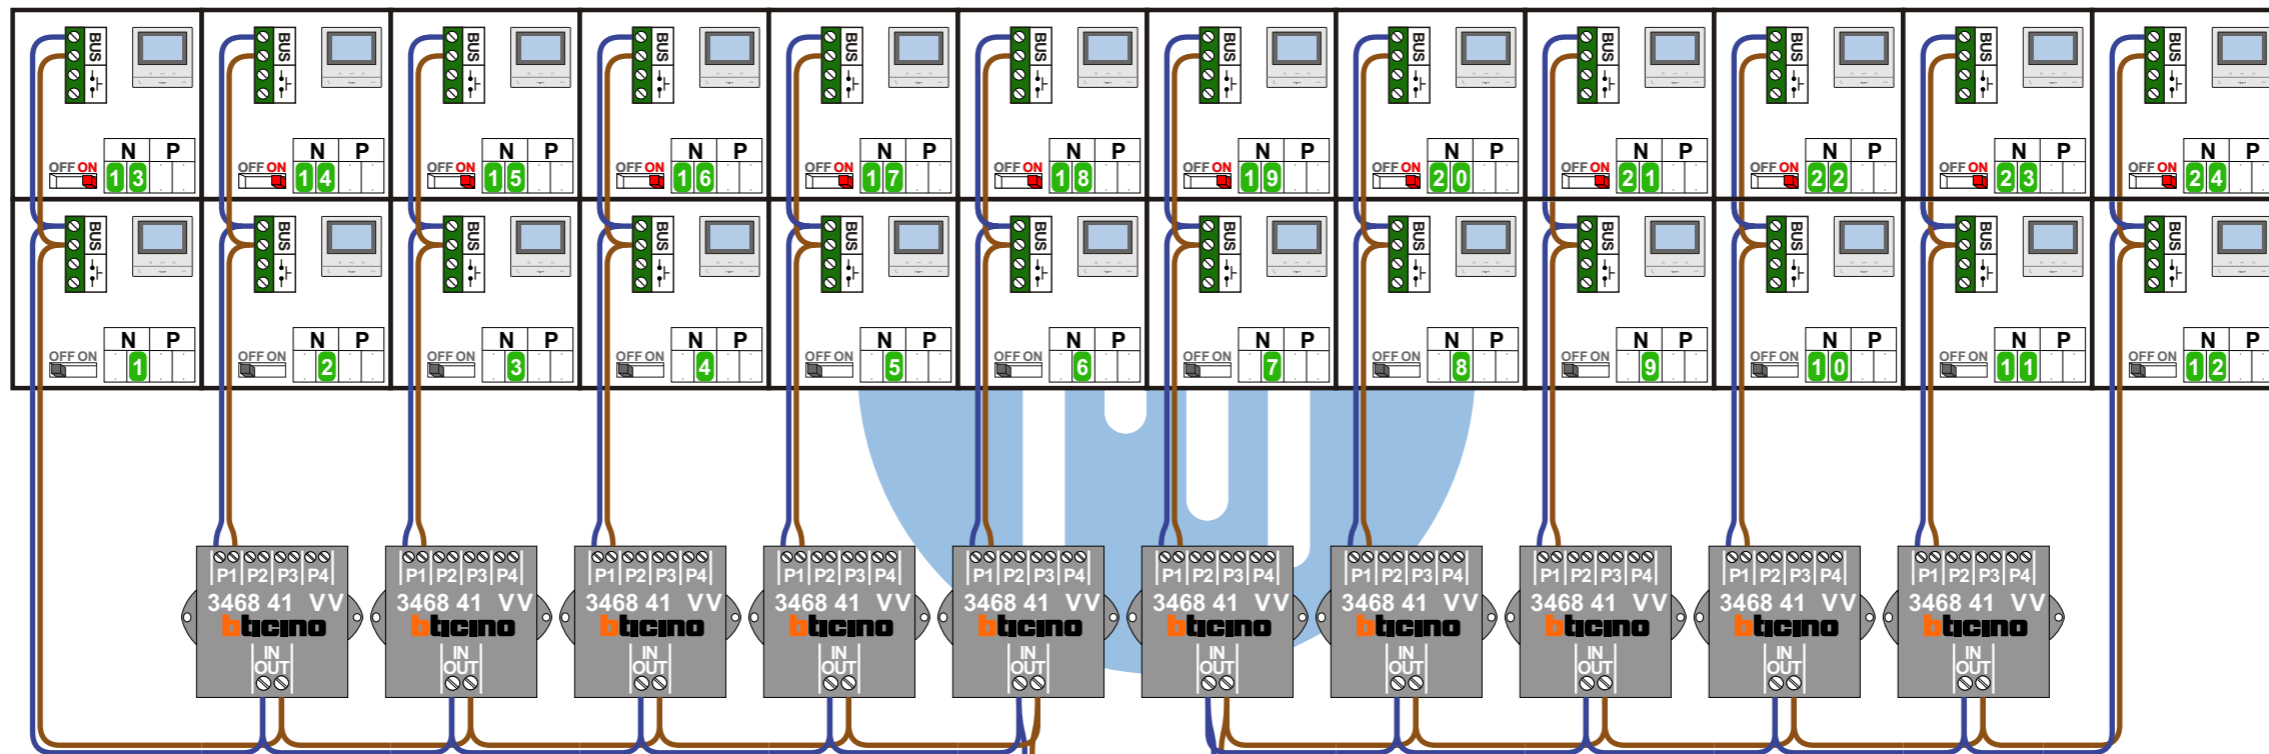 BUS BUS BUS BUS BUS BUS BUS BUS BUS BUS BUS BUS
N P N P N P N P N P N P N P N P N P N P N P N P
OFF ON 13 OFF ON 14 OFF ON 15 OFF ON 16 OFF ON 17 OFF ON 18 OFF ON 19 OFF ON 20 OFF ON 21 OFF ON 22 OFF ON 23 OFF ON 24
BUS BUS BUS BUS BUS BUS BUS BUS BUS BUS BUS BUS
N P N P N P N P N P N P N P N P N P N P N P N P
OFF ON 1 OFF ON 2 OFF ON 3 OFF ON 4 OFF ON 5 OFF ON 6 OFF ON 7 OFF ON 8 OFF ON 9 OFF ON 10 OFF ON 11 OFF ON 12
P1 P2 P3 P4 P1 P2 P3 P4 P1 P2 P3 P4 P1 P2 P3 P4 P1 P2 P3 P4 P1 P2 P3 P4 P1 P2 P3 P4 P1 P2 P3 P4 P1 P2 P3 P4 P1 P2 P3 P4
3468 41 VV 3468 41 VV 3468 41 VV 3468 41 VV 3468 41 VV 3468 41 VV 3468 41 VV 3468 41 VV 3468 41 VV 3468 41 VV
bticino bticino bticino bticino bticino bticino bticino bticino bticino bticino
IN IN IN IN IN IN IN IN IN IN
OUT OUT OUT OUT OUT OUT OUT OUT OUT OUT